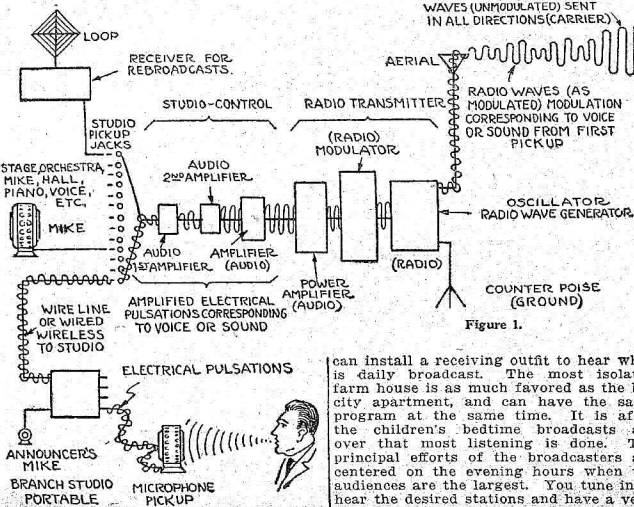 LOOP
RECEIVER FOR
REBROADCASTS.
STUDIO
PICKUP
JACKS
STAGE, ORCHESTRA,
MIKE, HALL,
PIANO, VOICE,
ETC.
MIKE
STUDIO-CONTROL
AUDIO
2ND AMPLIFIER
AUDIO
1ST AMPLIFIER
AMPLIFIER
(AUDIO)
AMPLIFIED ELECTRICAL
PULSATIONS CORRESPONDING
TO VOICE OR SOUND
RADIO TRANSMITTER
(RADIO)
MODULATOR
POWER
AMPLIFIER
(AUDIO)
(RADIO)
OSCILLATOR
RADIO WAVE GENERATOR
AERIAL
WAVES (UNMODULATED) SENT
IN ALL DIRECTIONS (CARRIER)
RADIO WAVES (AS
MODULATED) MODULATION
CORRESPONDING TO VOICE
OR SOUND FROM FIRST
PICKUP
COUNTER POISE
(GROUND)
Figure 1.
WIRE LINE
OR WIRED
WIRELESS
TO STUDIO
ELECTRICAL PULSATIONS
ANNOUNCER'S
MIKE
BRANCH STUDIO
PORTABLE
MICROPHONE
PICKUP
can install a receiving outfit to hear
is daily broadcast. The most
farm house is as much favored as the
city apartment, and can have the
program at the same time. It is
the children's bedtime broadcasts
over that most listening is done.
principal efforts of the broadcasters
centered on the evening hours when
audiences are the largest. You tune in
hear the desired stations and have a